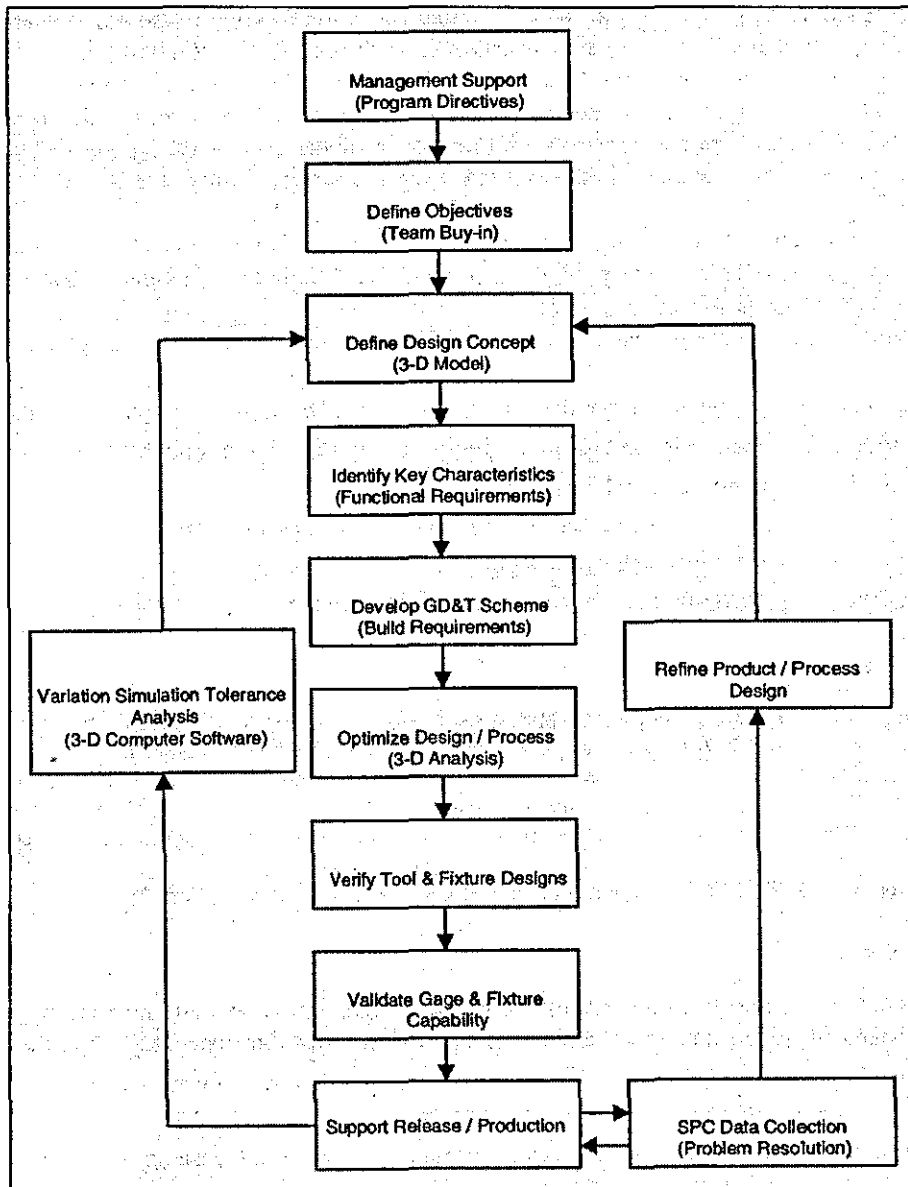 Management Support
(Program Directives)
Define Objectives
(Team Buy-in)
Define Design Concept
(3-D Model)
Identify Key Characteristics
(Functional Requirements)
Develop GD&T Scheme
(Build Requirements)
Variation Simulation Tolerance
Analysis
(3-D Computer Software)
Refine Product / Process
Design
Optimize Design / Process
(3-D Analysis)
Verify Tool & Fixture Designs
Validate Gage & Fixture
Capability
Support Release / Production
SPC Data Collection
(Problem Resolution)